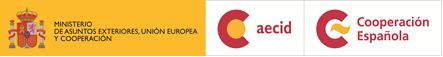 MINISTERIO
DE ASUNTOS EXTERIORES, UNIÓN EUROPEA
Y COOPERACIÓN
aecid
Cooperación
Española